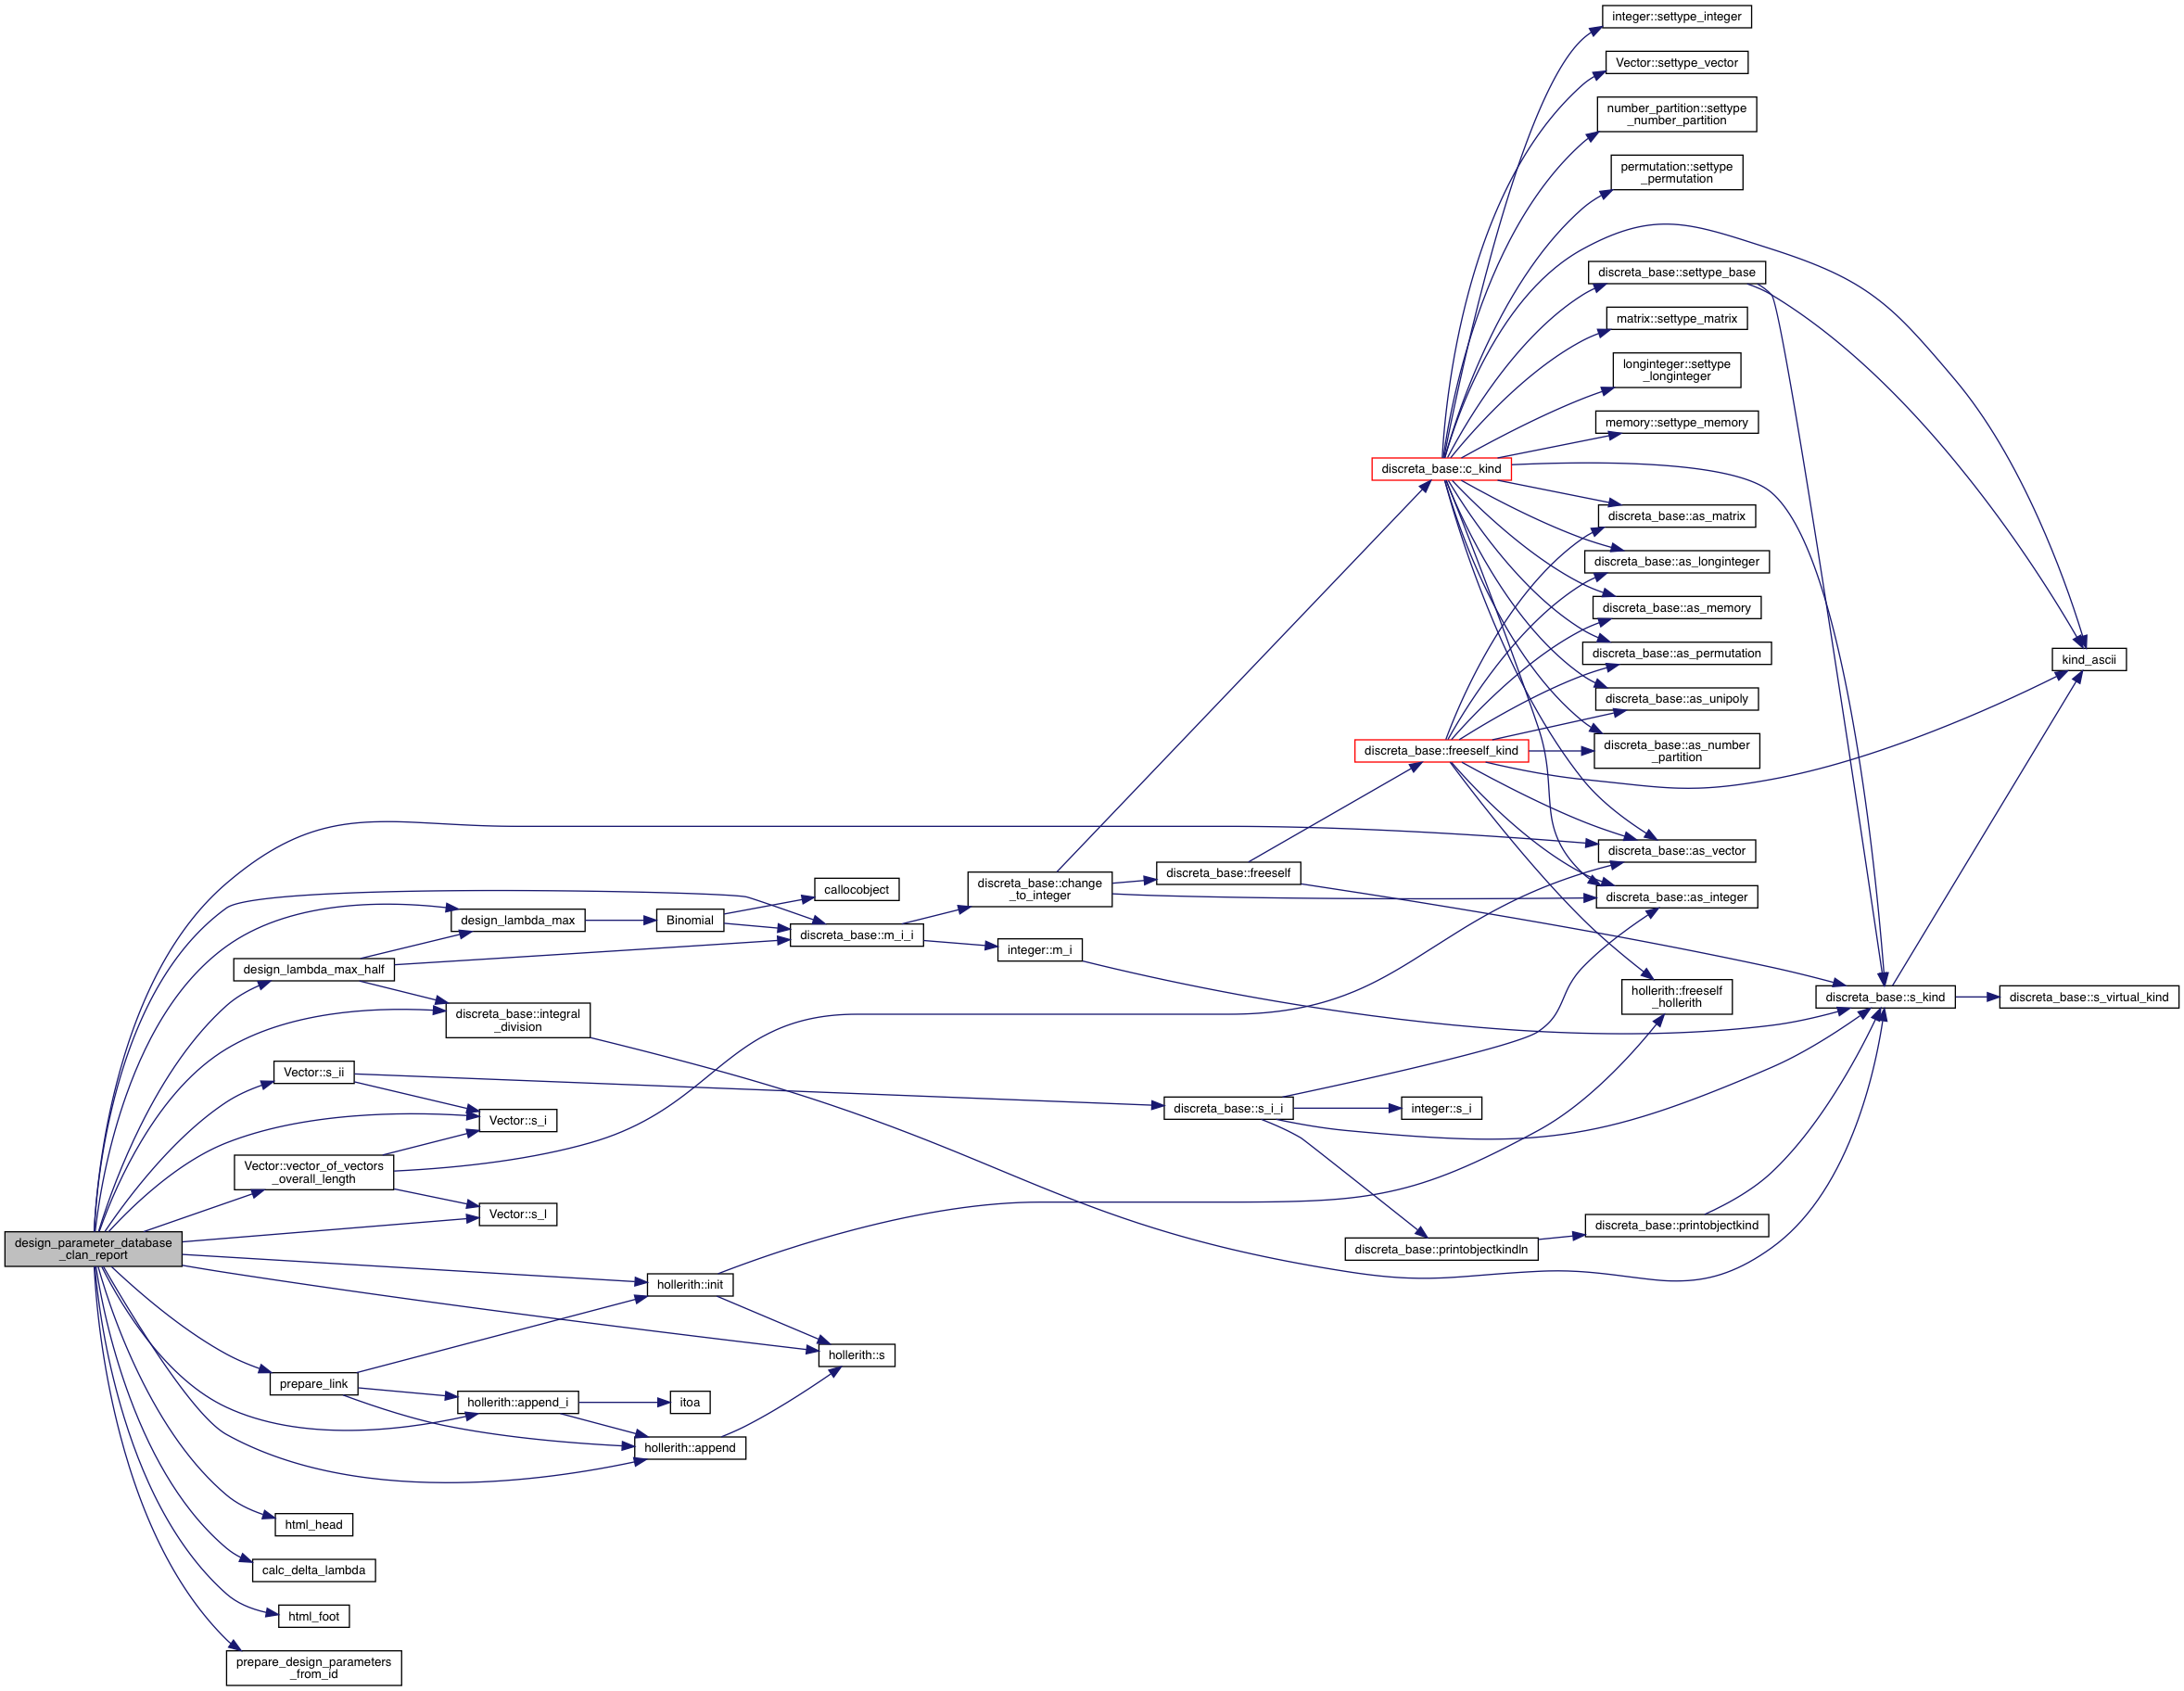 integer::settype_integer
Vector::settype_vector
number_partition::settype
_number_partition
permutation::settype
_permutation
discreta_base::settype_base
matrix::settype_matrix
longinteger::settype
_longinteger
memory::settype_memory
discreta_base::c_kind
discreta_base::as_matrix
discreta_base::as_longinteger
discreta_base::as_memory
discreta_base::as_permutation
kind_ascii
discreta_base::as_unipoly
discreta_base::freeself_kind
discreta_base::as_number
_partition
discreta_base::as_vector
discreta_base::freeself
callocobject
discreta_base::change
_to_integer
discreta_base::as_integer
design_lambda_max
Binomial
discreta_base::m_i_i
integer::m_i
design_lambda_max_half
hollerith::freeself
_hollerith
discreta_base::s_kind
discreta_base::s_virtual_kind
discreta_base::integral
_division
Vector::s_ii
discreta_base::s_i_i
integer::s_i
Vector::s_i
Vector::vector_of_vectors
_overall_length
Vector::s_l
discreta_base::printobjectkind
design_parameter_database
_clan_report
discreta_base::printobjectkindln
hollerith::init
hollerith::s
prepare_link
hollerith::append_i
itoa
hollerith::append
html_head
calc_delta_lambda
html_foot
prepare_design_parameters
_from_id